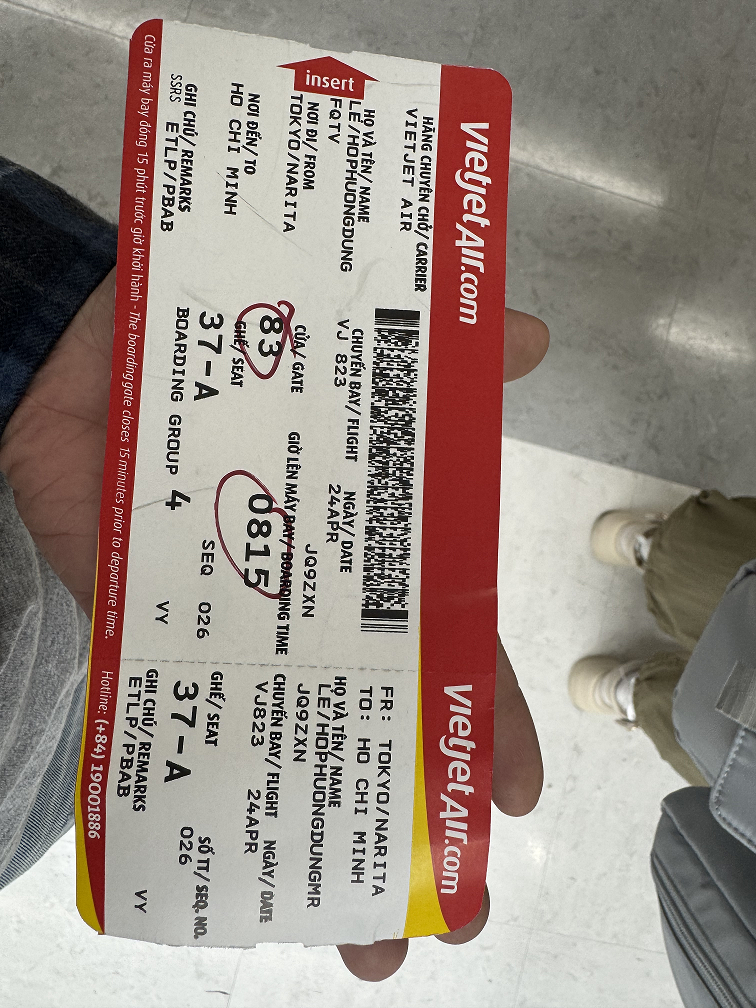 vietjetAir.com
HÃNG CHUYÊN CHỞ/ CARRIER
VIETJET AIR
insert
HỌ VÀ TÊN/ NAME
LE/HOPHUONGDUNG
FQTV
NƠI ĐI/ FROM
TOKYO/NARITA
NƠI ĐẾN/ TO
HO CHI MINH
GHI CHÚ/ REMARKS
SSRS ETLP/PBAB
CHUYẾN BAY/ FLIGHT
VJ 823
NGÀY/ DATE
24APR
JQ9ZXN
CỬA/ GATE
83
GIỜ LÊN MÁY BAY/ BOARDING TIME
0815
GHẾ/ SEAT
37-A
BOARDING GROUP 4
SEQ 026
VY
Cửa ra máy bay đóng 15 phút trước giờ khởi hành - The boarding gate closes 15 minutes prior to departure time.
vietjetAir.com
FR: TOKYO/NARITA
TO: HO CHI MINH
HỌ VÀ TÊN/ NAME
LE/HOPHUONGDUNGMR
JQ9ZXN
CHUYẾN BAY/ FLIGHT NGÀY/ DATE
VJ823 24APR
GHẾ/ SEAT SỐ TT/ SEQ. NO.
37-A 026
GHI CHÚ/ REMARKS
ETLP/PBAB VY
Hotline: (+84) 19001886